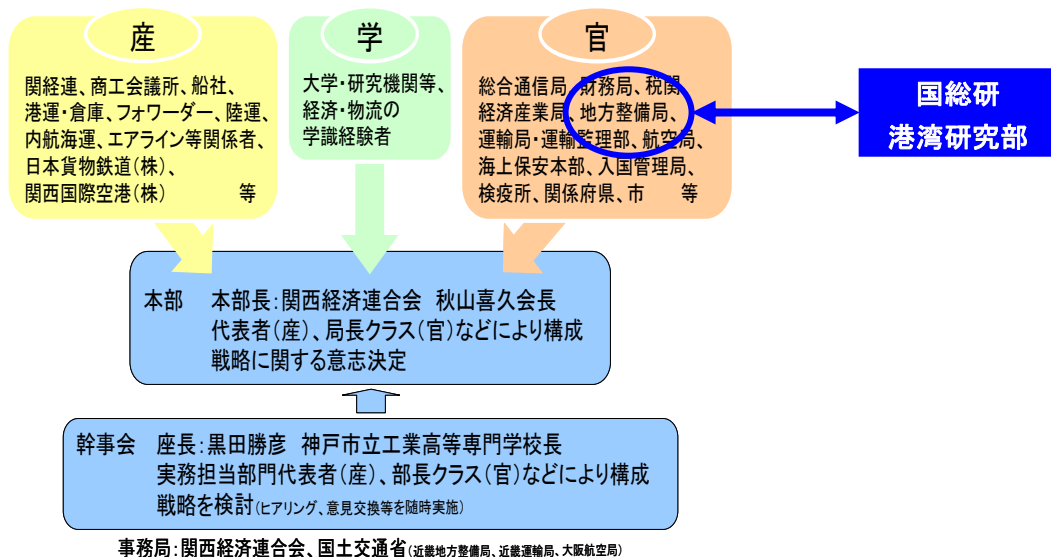 産
関経連、商工会議所、船社、
港運・倉庫、フォワーダー、陸運、
内航海運、エアライン等関係者、
日本貨物鉄道(株)、
関西国際空港(株) 等
学
大学・研究機関等、
経済・物流の
学識経験者
官
総合通信局、財務局、税関、
経済産業局、地方整備局、
運輸局・運輸監理部、航空局、
海上保安本部、入国管理局、
検疫所、関係府県、市 等
国総研
港湾研究部
本部 本部長:関西経済連合会 秋山喜久会長
代表者(産)、局長クラス(官)などにより構成
戦略に関する意志決定
幹事会 座長:黒田勝彦 神戸市立工業高等専門学校長
実務担当部門代表者(産)、部長クラス(官)などにより構成
戦略を検討(ヒアリング、意見交換等を随時実施)
事務局:関西経済連合会、国土交通省(近畿地方整備局、近畿運輸局、大阪航空局)